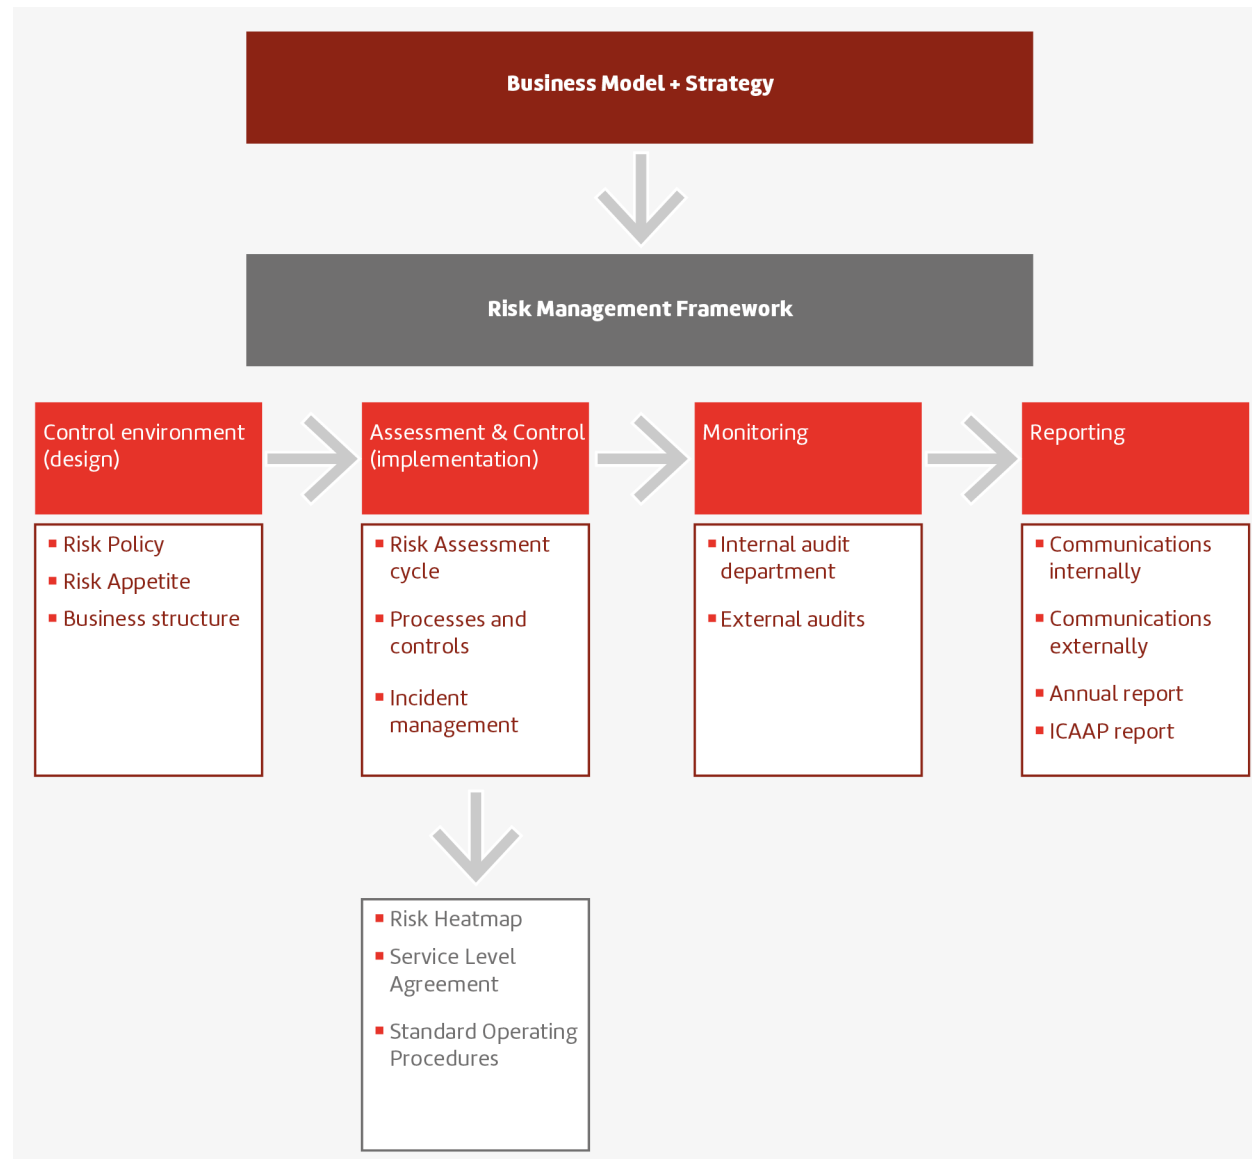 Business Model + Strategy
Risk Management Framework
Control environment
(design)
Risk Policy
Risk Appetite
Business structure
Assessment & Control
(implementation)
Risk Assessment
cycle
Processes and
controls
Incident
management
Risk Heatmap
Service Level
Agreement
Standard Operating
Procedures
Monitoring
Internal audit
department
External audits
Reporting
Communications
internally
Communications
externally
Annual report
ICAAP report